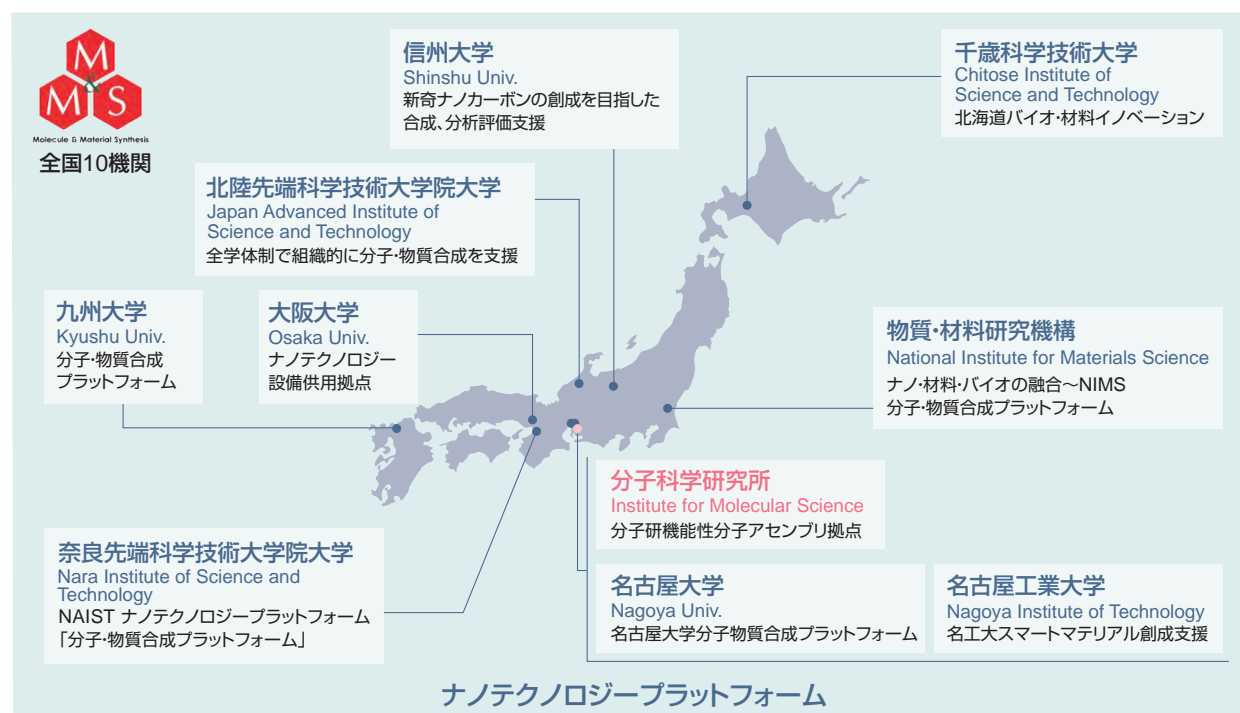 M
&
M S
Molecule & Material Synthesis
全国10機関
信州大学
Shinshu Univ.
新奇ナノカーボンの創成を目指した
合成、分析評価支援
千歳科学技術大学
Chitose Institute of
Science and Technology
北海道バイオ・材料イノベーション
北陸先端科学技術大学院大学
Japan Advanced Institute of
Science and Technology
全学体制で組織的に分子・物質合成を支援
九州大学
Kyushu Univ.
分子・物質合成
プラットフォーム
大阪大学
Osaka Univ.
ナノテクノロジー
設備供用拠点
物質・材料研究機構
National Institute for Materials Science
ナノ・材料・バイオの融合～NIMS
分子・物質合成プラットフォーム
分子科学研究所
Institute for Molecular Science
分子研機能性分子アセンブリ拠点
奈良先端科学技術大学院大学
Nara Institute of Science and
Technology
NAIST ナノテクノロジープラットフォーム
「分子・物質合成プラットフォーム」
名古屋大学
Nagoya Univ.
名古屋大学分子物質合成プラットフォーム
名古屋工業大学
Nagoya Institute of Technology
名工大スマートマテリアル創成支援
ナノテクノロジープラットフォーム